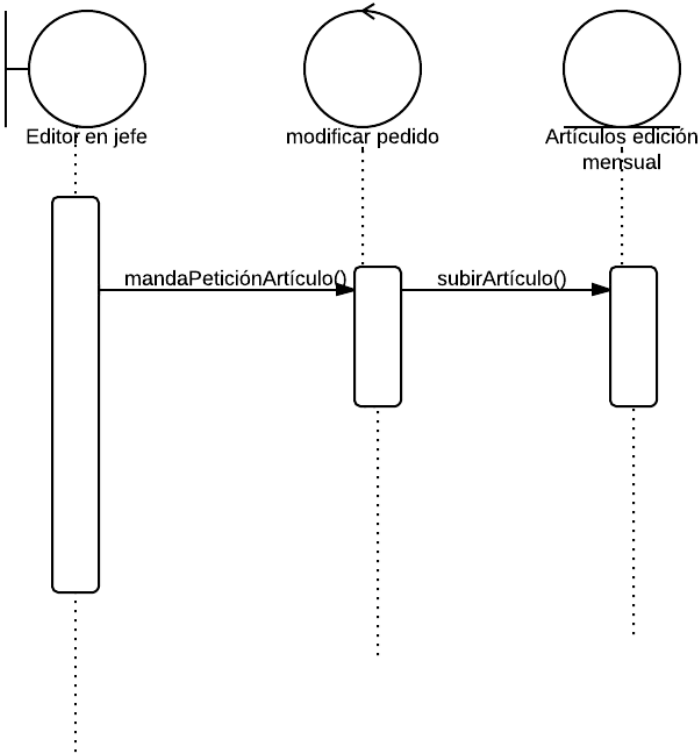 Editor en jefe
modificar pedido
Artículos edición
mensual
mandaPeticiónArtículo()
subirArtículo()